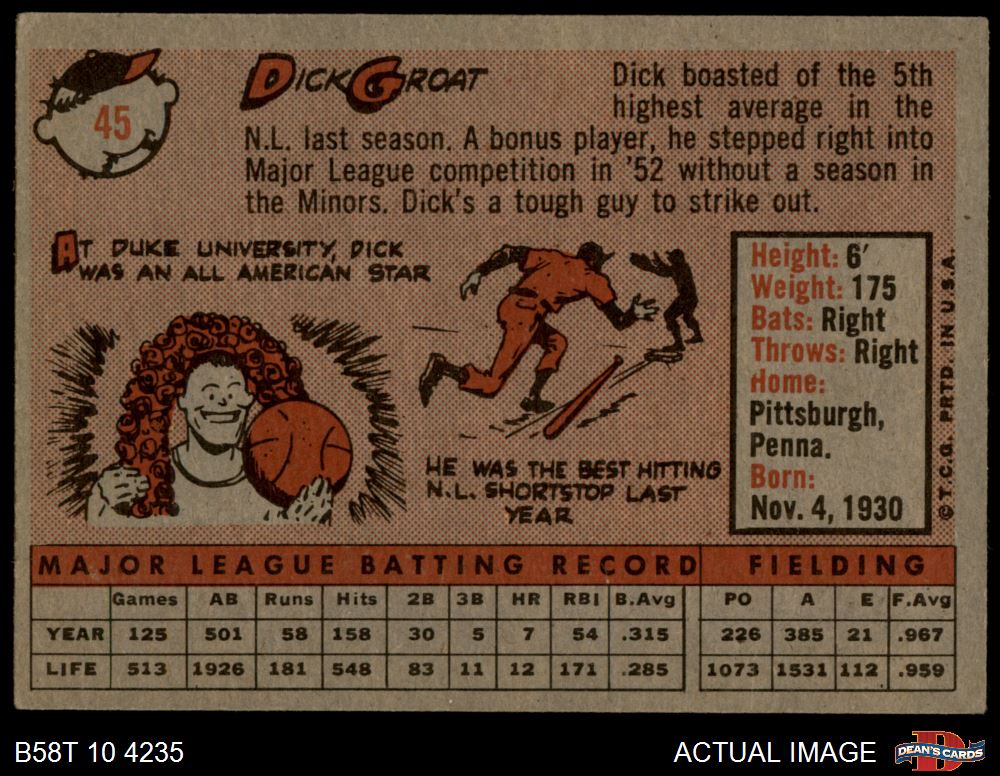 45
DICK GROAT
Dick boasted of the 5th
highest average in the
N.L. last season. A bonus player, he stepped right into
Major League competition in '52 without a season in
the Minors. Dick's a tough guy to strike out.
AT DUKE UNIVERSITY, DICK
WAS AN ALL AMERICAN STAR
HE WAS THE BEST HITTING
N.L. SHORTSTOP LAST
YEAR
Height: 6'
Weight: 175
Bats: Right
Throws: Right
Home:
Pittsburgh,
Penna.
Born:
Nov. 4, 1930
© T.C.G. PRTD. IN U.S.A.
MAJOR LEAGUE BATTING RECORD FIELDING
Games AB Runs Hits 2B 3B HR RBI B.Avg PO A E F.Avg
YEAR 125 501 58 158 30 5 7 54 .315 226 385 21 .967
LIFE 513 1926 181 548 83 11 12 171 .285 1073 1531 112 .959
B58T 10 4235
ACTUAL IMAGE
D
DEAN'S CARDS